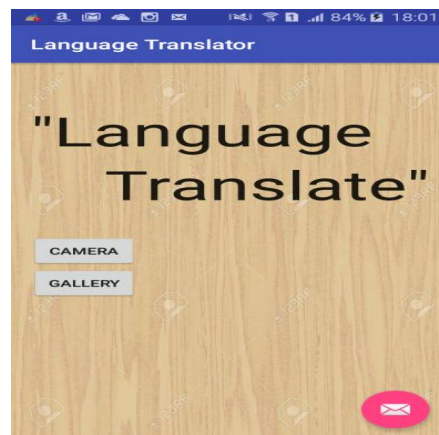 84% 18:01
Language Translator
"Language
Translate"
CAMERA
GALLERY